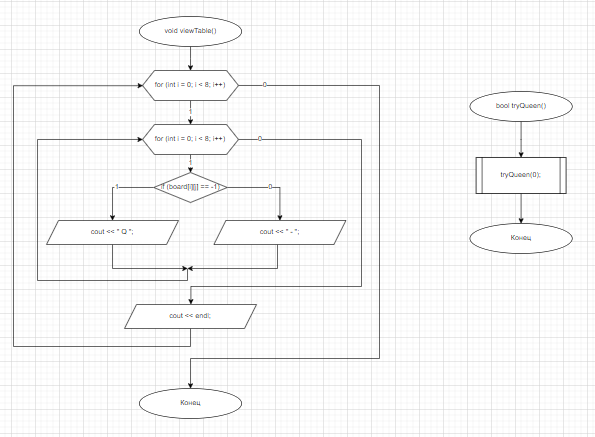 void viewTable()
for (int i = 0; i < 8; i++)
0
1
for (int i = 0; i < 8; i++)
0
1
1
if (board[i][j] == -1)
0
cout << " Q ";
cout << " - ";
cout << endl;
Конец
bool tryQueen()
tryQueen(0);
Конец